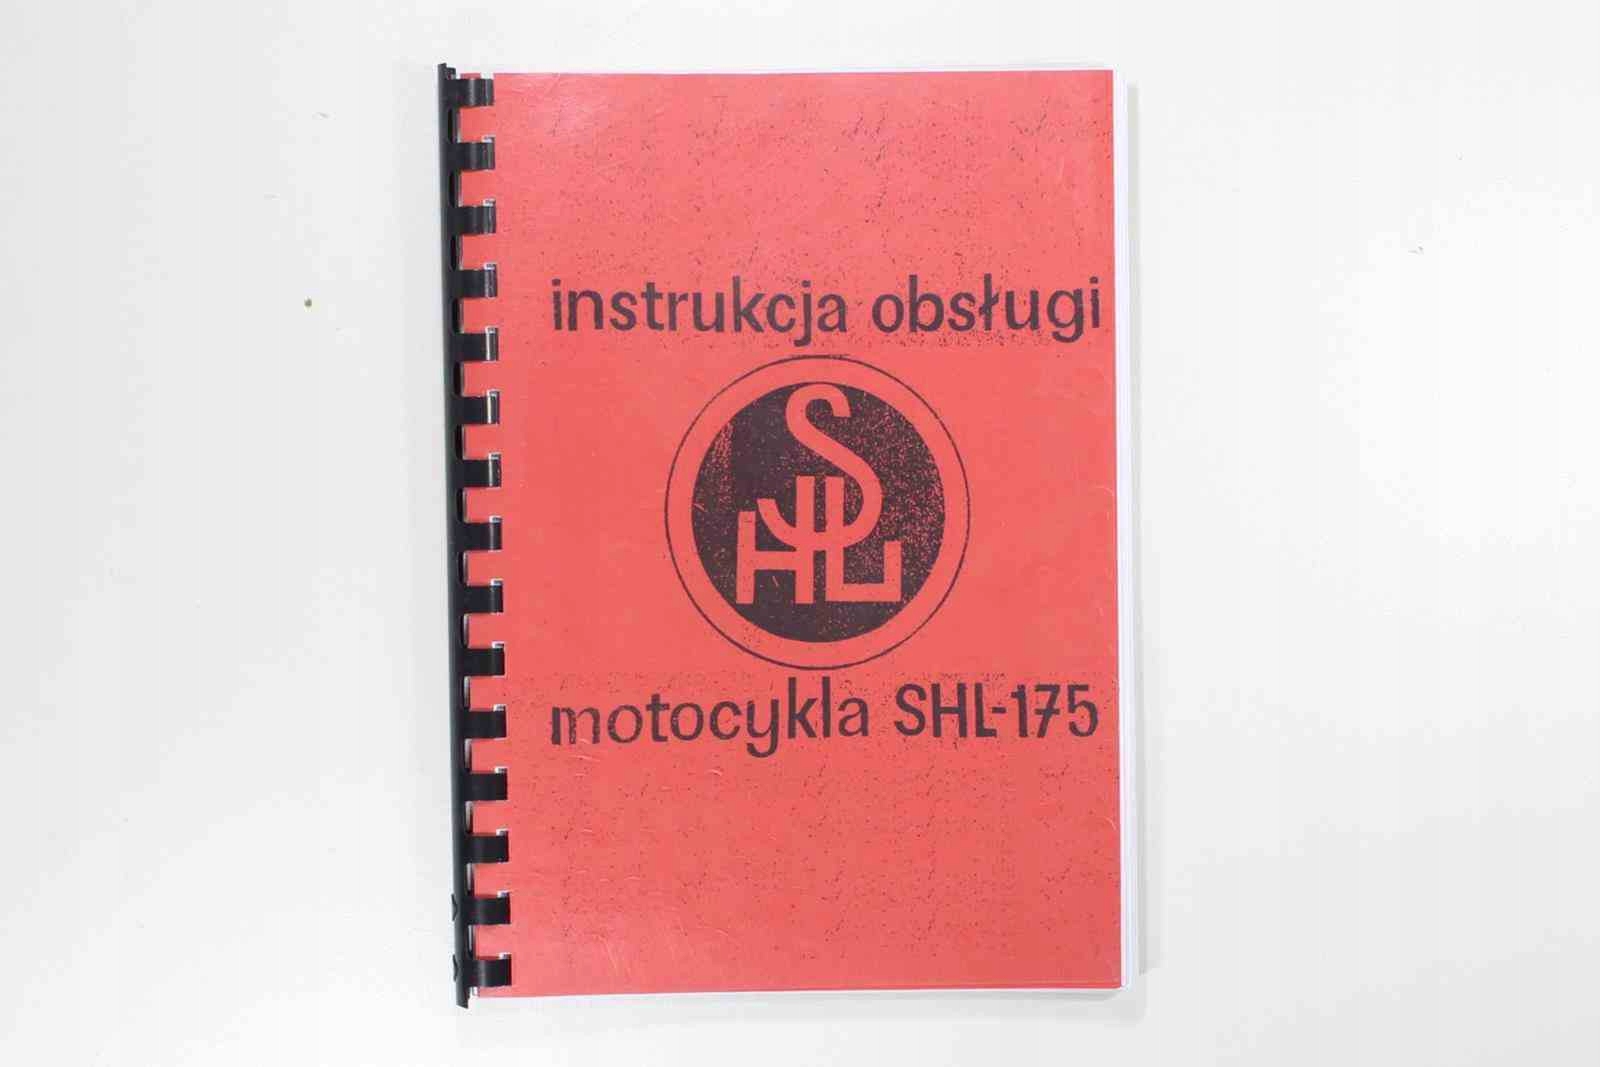 instrukcja obsługi
SHL
motocykla SHL-175